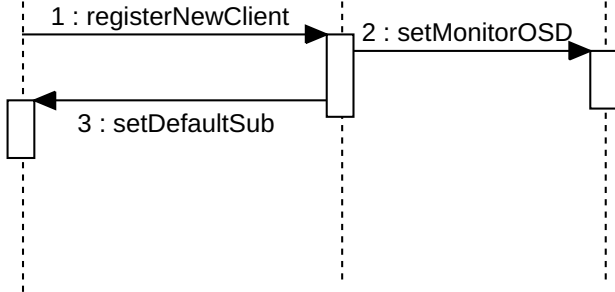 1 : registerNewClient
2 : setMonitorOSD
3 : setDefaultSub